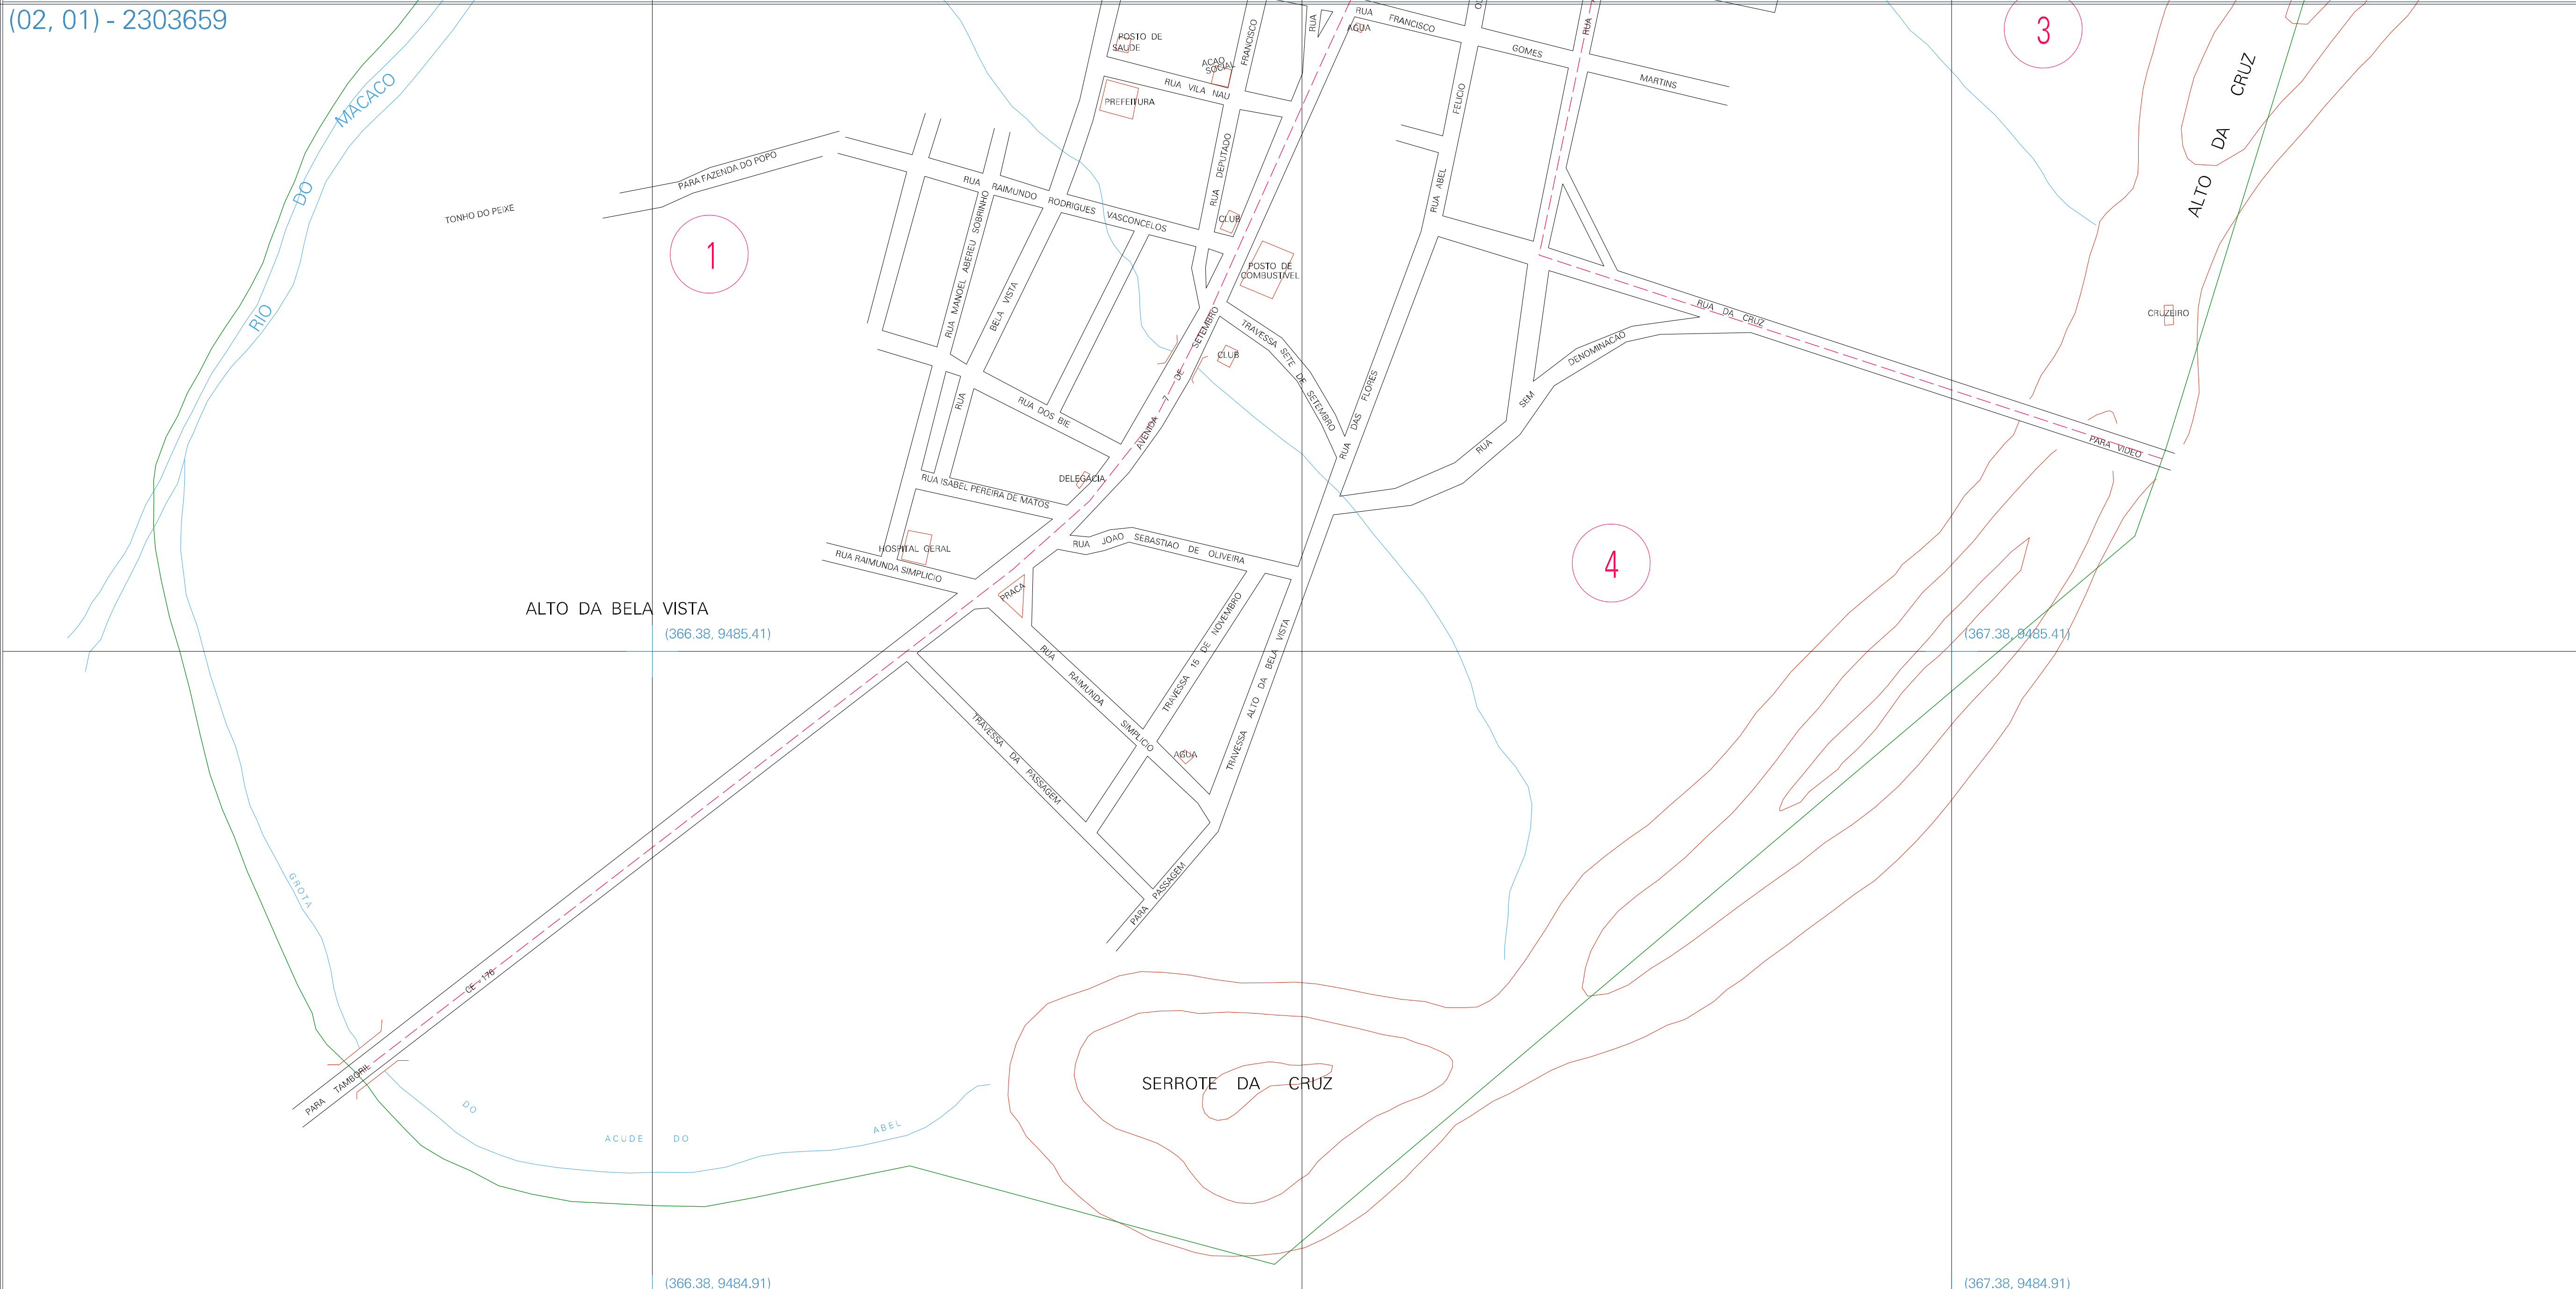 (02, 01) - 2303659
RIO DO MACACO
POSTO DE
SAUDE
ACAO
SOCIAL
FRANCISCO
RUA
AGUA
RUA FRANCISCO GOMES MARTINS
RUA
3
ALTO DA CRUZ
RUA VILA NAU
PREFEITURA
FELICIO
RUA DEPUTADO
RUA ABEL
PARA FAZENDA DO POPO
TONHO DO PEIXE
1
RUA RAIMUNDO RODRIGUES VASCONCELOS
RUA MANOEL ABEREU SOBRINHO
BELA VISTA
CLUB
POSTO DE
COMBUSTIVEL
CLUB
TRAVESSA SETE DE SETEMBRO
AVENIDA 7 DE SETEMBRO
RUA DAS FLORES
RUA SEM DENOMINACAO
RUA DA CRUZ
CRUZEIRO
PARA VIDEO
RUA
RUA DOS BIE
DELEGACIA
RUA ISABEL PEREIRA DE MATOS
HOSPITAL GERAL
RUA RAIMUNDA SIMPLICIO
RUA JOAO SEBASTIAO DE OLIVEIRA
PRACA
4
ALTO DA BELA VISTA
(366.38, 9485.41)
(367.38, 9485.41)
RUA RAIMUNDA SIMPLICIO
TRAVESSA 15 DE NOVEMBRO
TRAVESSA ALTO DA BELA VISTA
AGUA
TRAVESSA DA PASSAGEM
PARA PASSAGEM
GROTA DO ACUDE DO ABEL
CE - 176
PARA TAMBORIL
SERROTE DA CRUZ
(366.38, 9484.91)
(367.38, 9484.91)